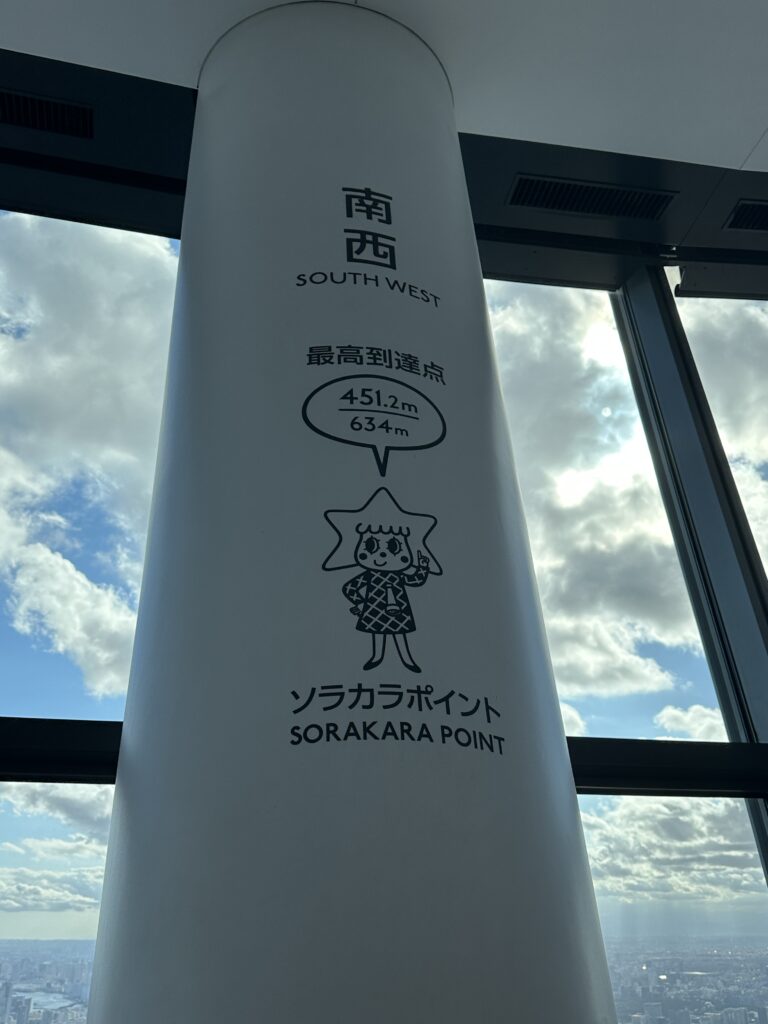 南
西
SOUTH WEST
最高到達点
451.2m
634m
ソラカラポイント
SORAKARA POINT